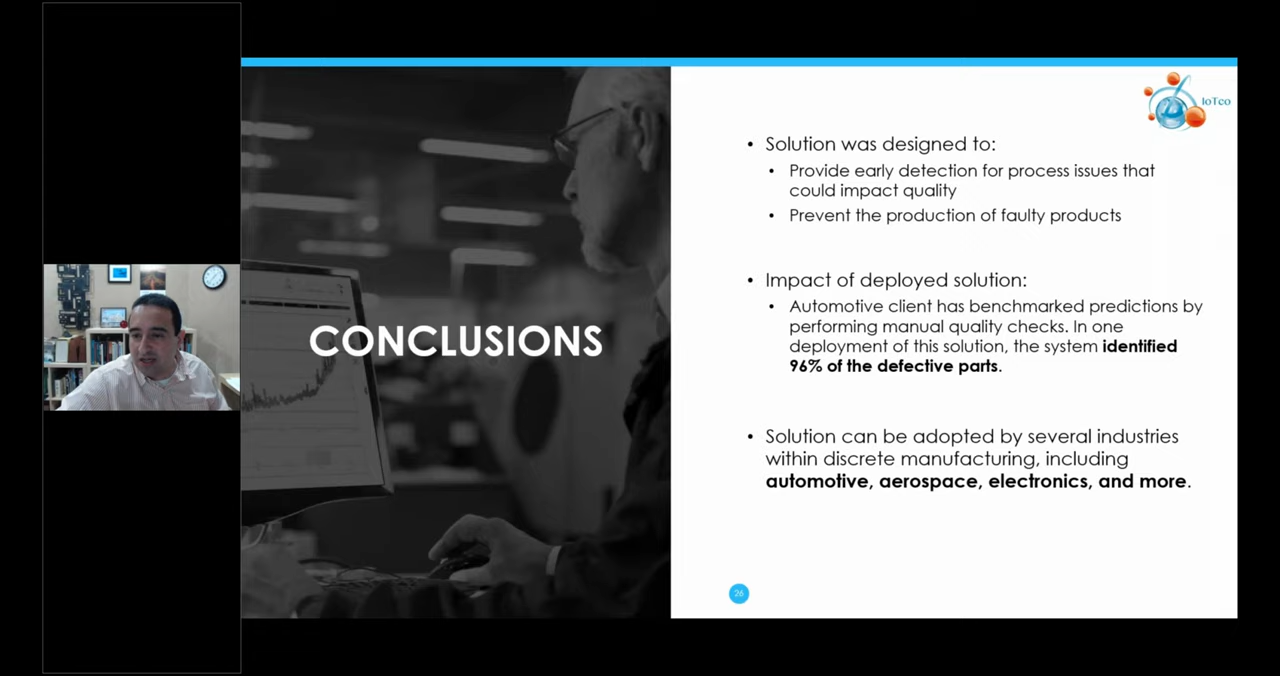 IoTco
CONCLUSIONS
• Solution was designed to:
• Provide early detection for process issues that
could impact quality
• Prevent the production of faulty products
• Impact of deployed solution:
• Automotive client has benchmarked predictions by
performing manual quality checks. In one
deployment of this solution, the system identified
96% of the defective parts.
• Solution can be adopted by several industries
within discrete manufacturing, including
automotive, aerospace, electronics, and more.
26